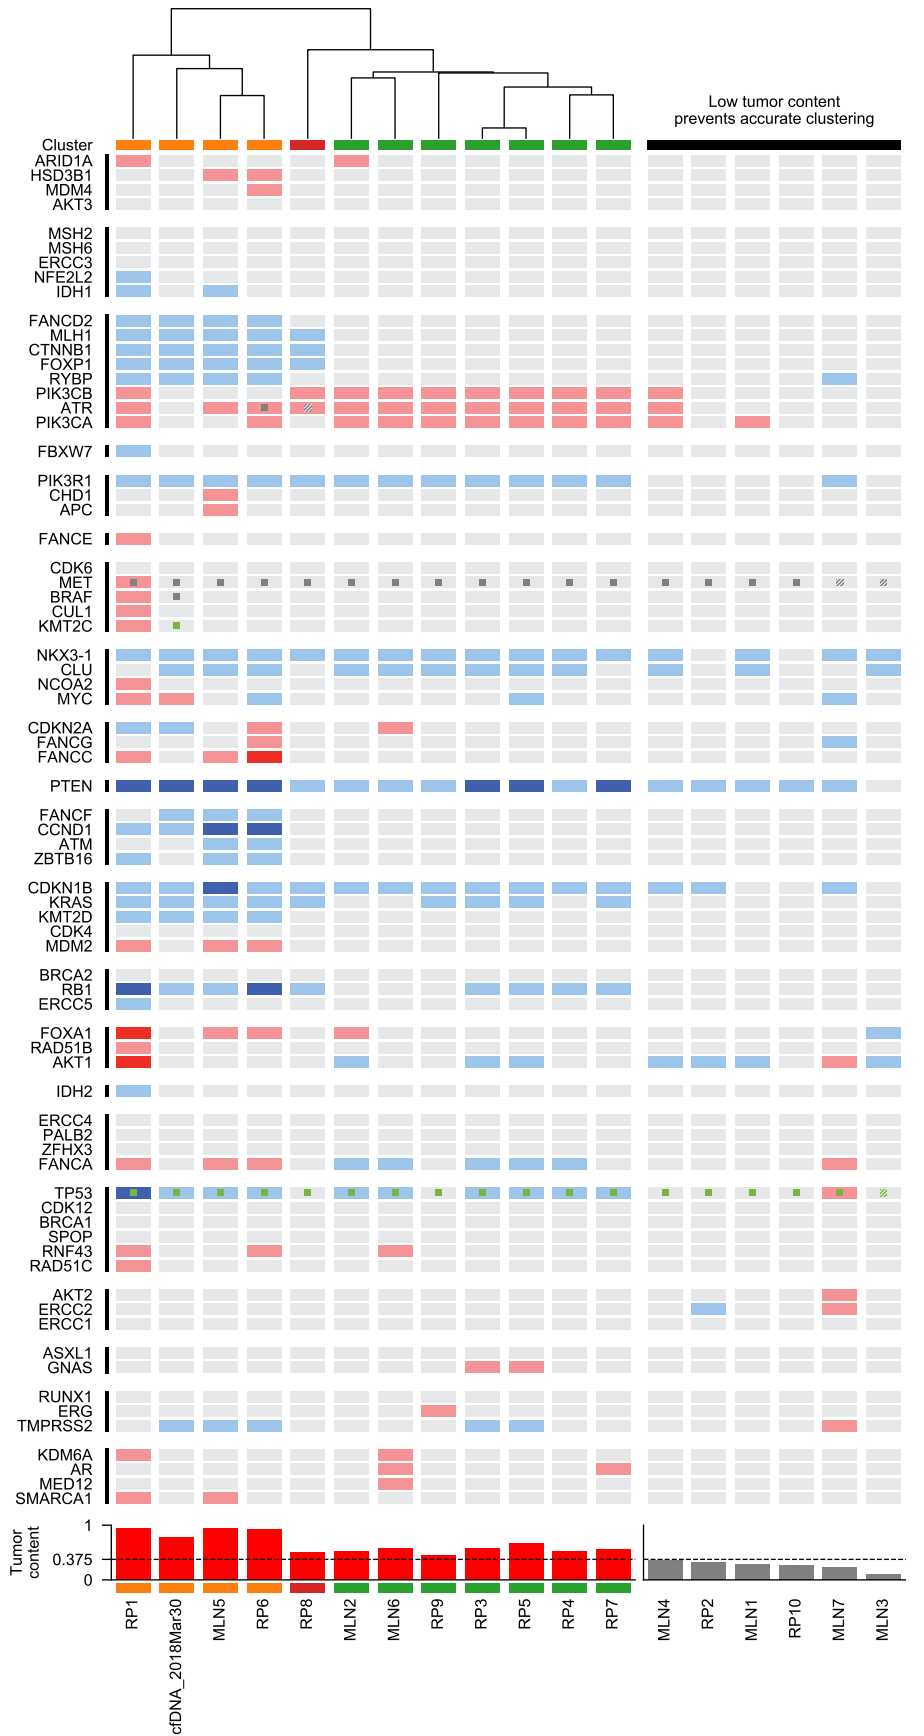 Low tumor content
prevents accurate clustering
Cluster
ARID1A
HSD3B1
MDM4
AKT3
MSH2
MSH6
ERCC3
NFE2L2
IDH1
FANCD2
MLH1
CTNNB1
FOXP1
RYBP
PIK3CB
ATR
PIK3CA
FBXW7
PIK3R1
CHD1
APC
FANCE
CDK6
MET
BRAF
CUL1
KMT2C
NKX3-1
CLU
NCOA2
MYC
CDKN2A
FANCG
FANCC
PTEN
FANCF
CCND1
ATM
ZBTB16
CDKN1B
KRAS
KMT2D
CDK4
MDM2
BRCA2
RB1
ERCC5
FOXA1
RAD51B
AKT1
IDH2
ERCC4
PALB2
ZFHX3
FANCA
TP53
CDK12
BRCA1
SPOP
RNF43
RAD51C
AKT2
ERCC2
ERCC1
ASXL1
GNAS
RUNX1
ERG
TMPRSS2
KDM6A
AR
MED12
SMARCA1
Tumor
content
1
0.375
0
RP1
cfDNA_2018Mar30
MLN5
RP6
RP8
MLN2
MLN6
RP9
RP3
RP5
RP4
RP7
MLN4
RP2
MLN1
RP10
MLN7
MLN3